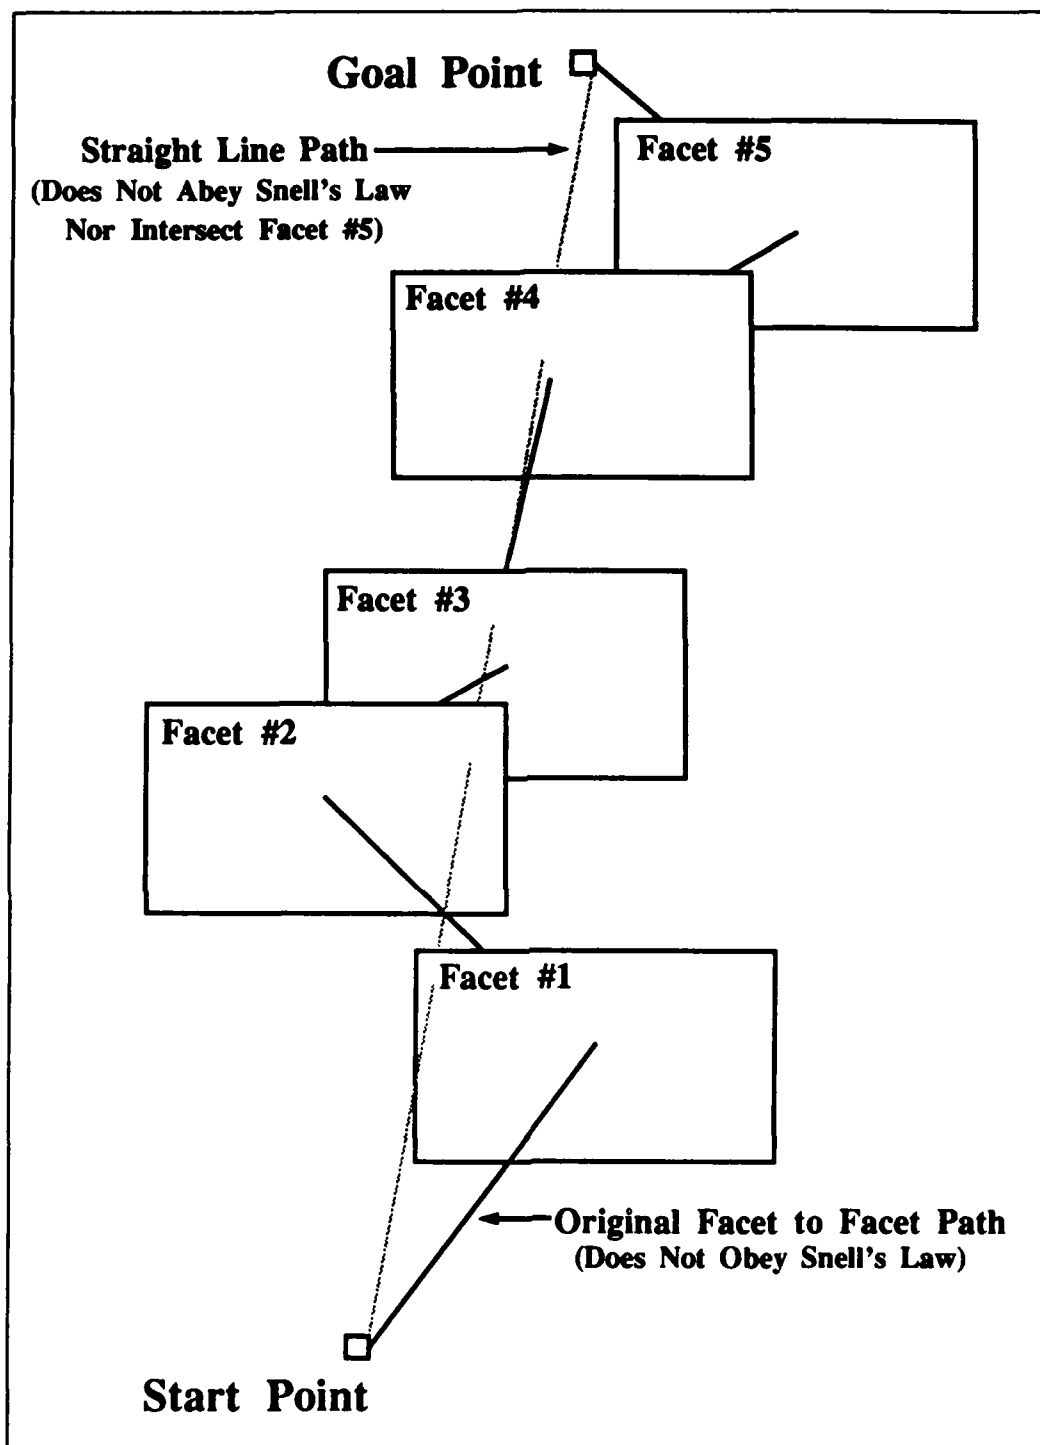 Goal Point
Straight Line Path
(Does Not Abey Snell's Law
Nor Intersect Facet #5)
Facet #5
Facet #4
Facet #3
Facet #2
Facet #1
Original Facet to Facet Path
(Does Not Obey Snell's Law)
Start Point